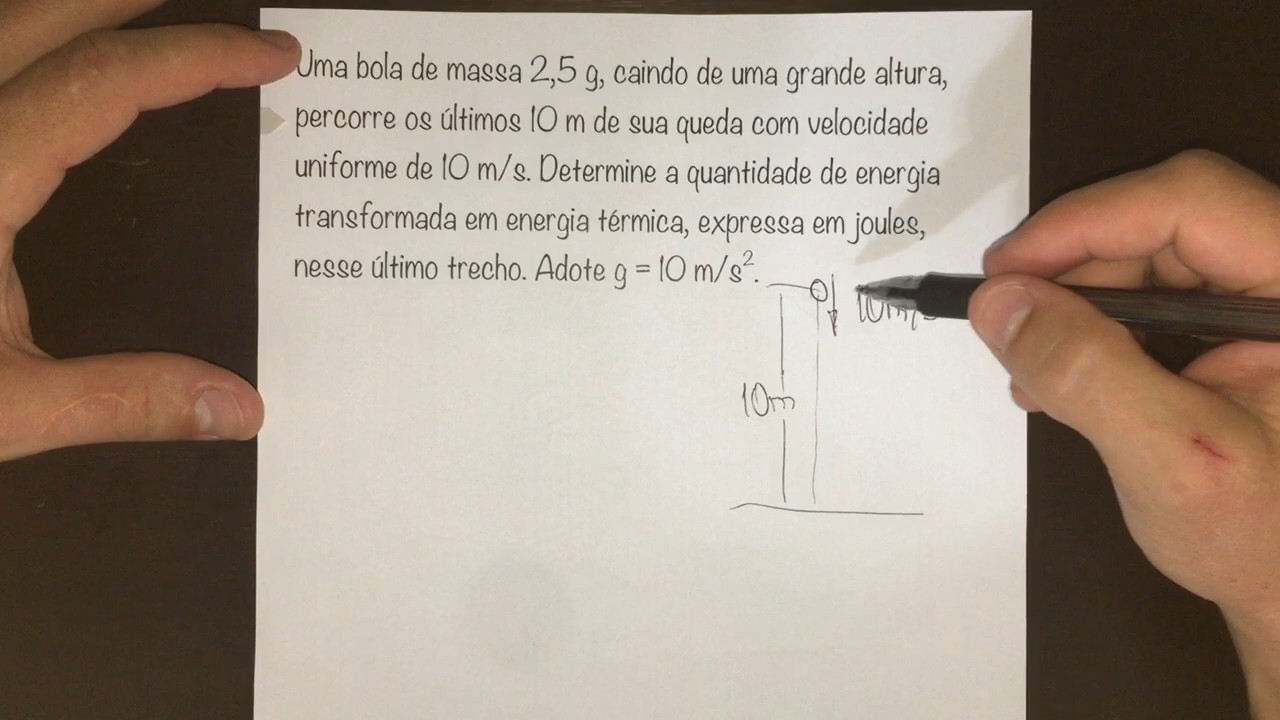 Uma bola de massa 2,5 g, caindo de uma grande altura,
percorre os últimos 10 m de sua queda com velocidade
uniforme de 10 m/s. Determine a quantidade de energia
transformada em energia térmica, expressa em joules,
nesse último trecho. Adote g = 10 m/s².
10m